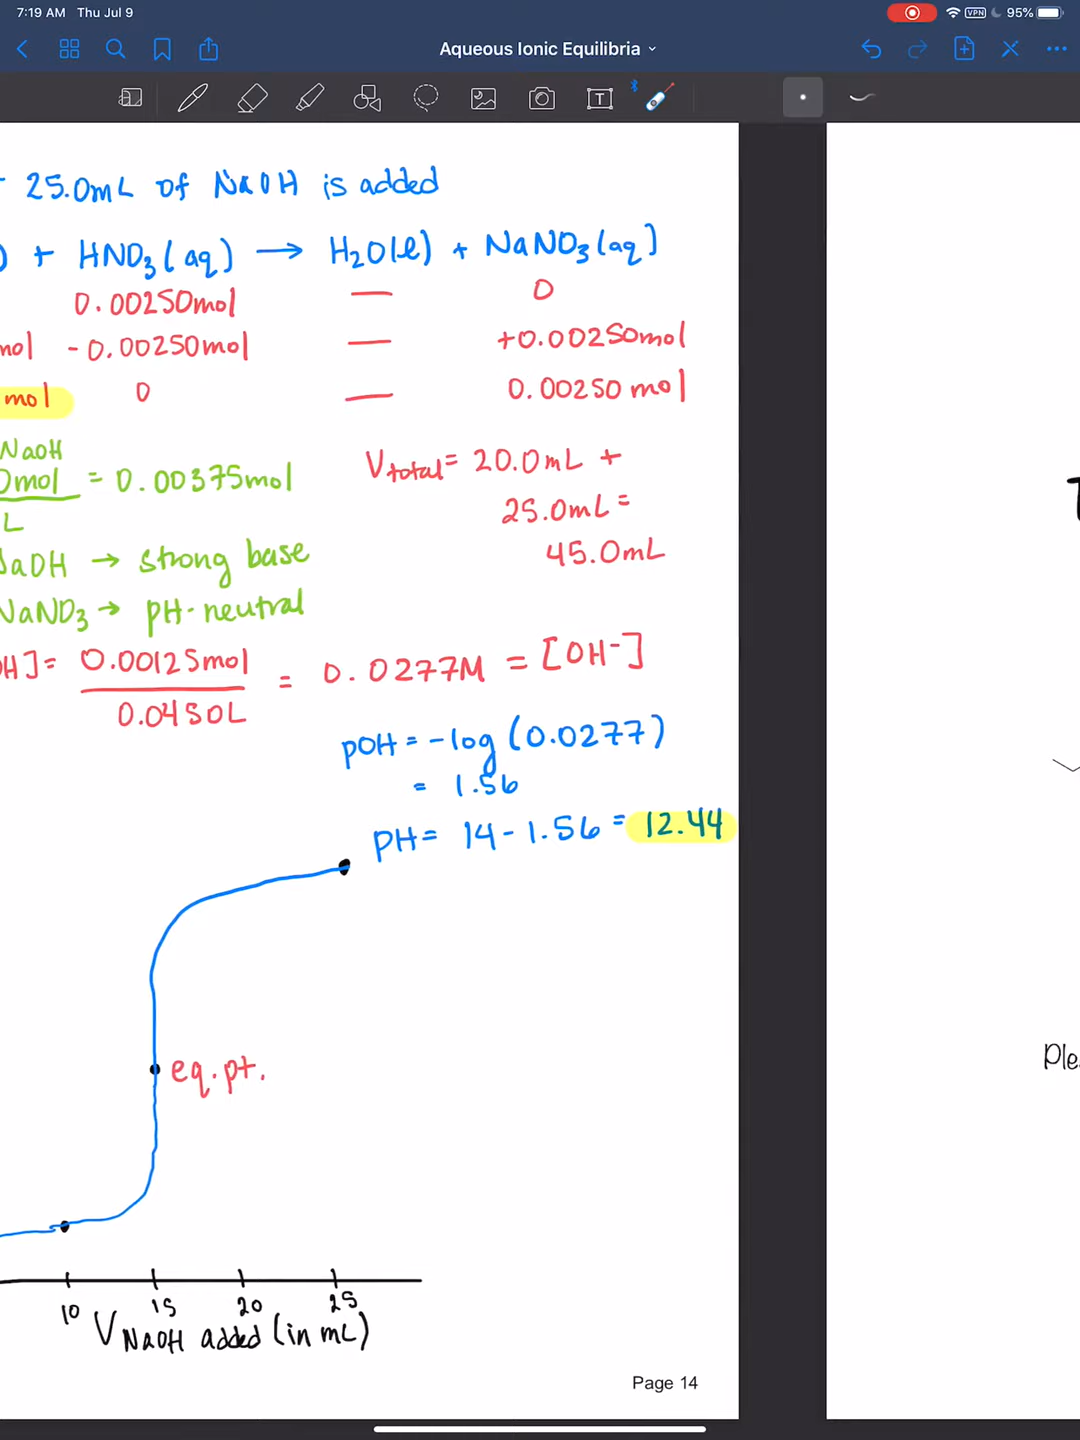 7:19 AM Thu Jul 9
VPN 95%
Aqueous Ionic Equilibria
25.0mL of NaOH is added
) + HNO₃(aq) → H₂O(l) + NaNO₃(aq)
0.00250mol — 0
mol -0.00250mol — +0.00250mol
mol 0 — 0.00250 mol
NaOH
0mol = 0.00375mol
L
Vtotal = 20.0mL +
25.0mL =
45.0mL
NaOH → strong base
NaNO₃ → pH-neutral
OH] = 0.00125mol = 0.0277M = [OH⁻]
0.0450L
pOH = -log (0.0277)
= 1.56
pH = 14 - 1.56 = 12.44
eq. pt.
10 15 20 25
V NaOH added (in mL)
Page 14
Ple